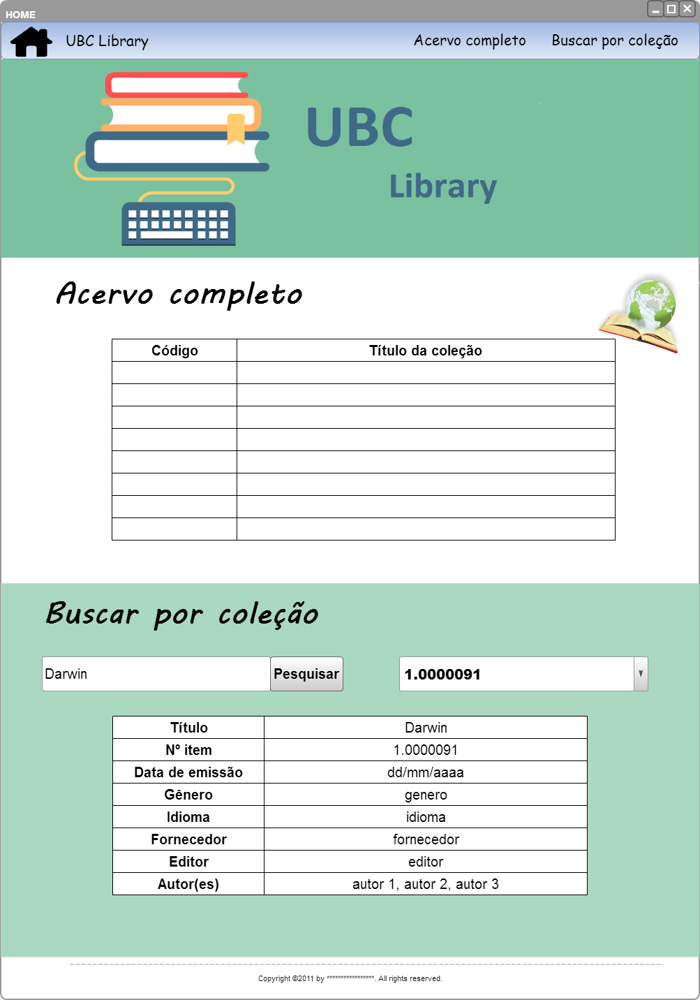 HOME
UBC Library Acervo completo Buscar por coleção
UBC
Library
Acervo completo
Código Título da coleção
Buscar por coleção
Darwin Pesquisar 1.0000091
Título Darwin
Nº item 1.0000091
Data de emissão dd/mm/aaaa
Gênero genero
Idioma idioma
Fornecedor fornecedor
Editor editor
Autor(es) autor 1, autor 2, autor 3
Copyright ©2011 by *****************. All rights reserved.